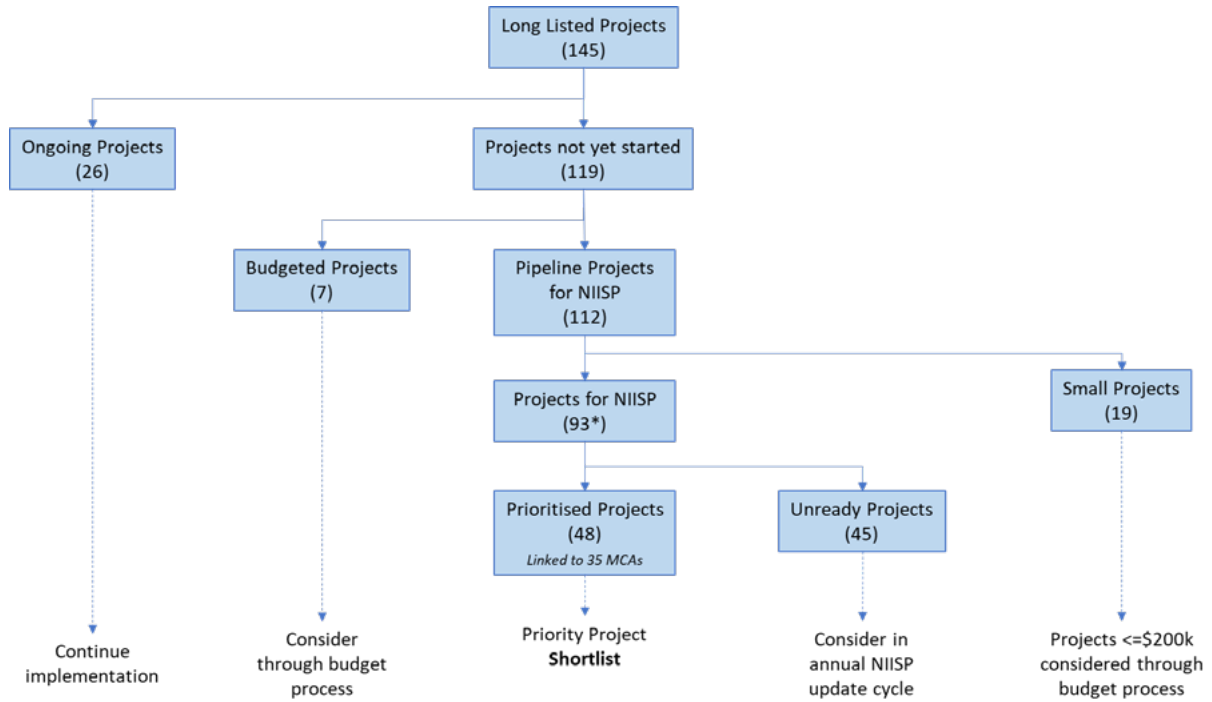 Long Listed Projects
(145)
Ongoing Projects
(26)
Projects not yet started
(119)
Budgeted Projects
(7)
Pipeline Projects
for NIISP
(112)
Projects for NIISP
(93*)
Small Projects
(19)
Prioritised Projects
(48)
Linked to 35 MCAs
Unready Projects
(45)
Continue
implementation
Consider
through budget
process
Priority Project
Shortlist
Consider in
annual NIISP
update cycle
Projects <=$200k
considered through
budget process